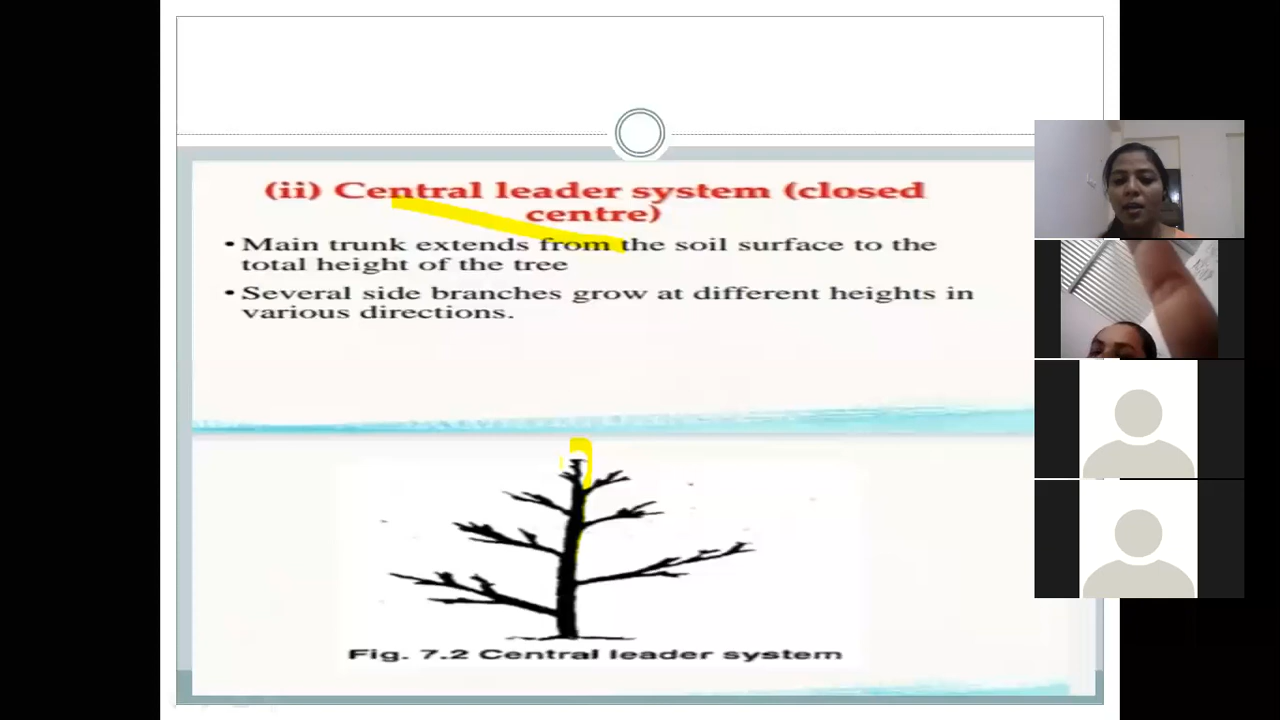 (ii) Central leader system (closed
centre)
• Main trunk extends from the soil surface to the
total height of the tree
• Several side branches grow at different heights in
various directions.
Fig. 7.2 Central leader system